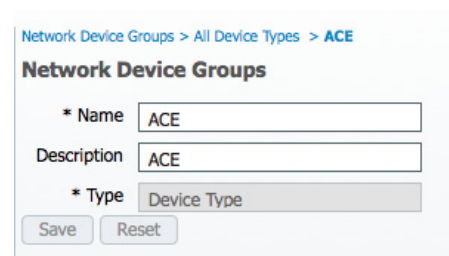 Network Device Groups > All Device Types > ACE
Network Device Groups
* Name ACE
Description ACE
* Type Device Type
Save Reset